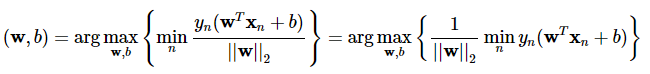 (w, b) = arg max_{w,b} { min_n y_n(w^T x_n + b) / ||w||_2 } = arg max_{w,b} { 1 / ||w||_2 min_n y_n(w^T x_n + b) }